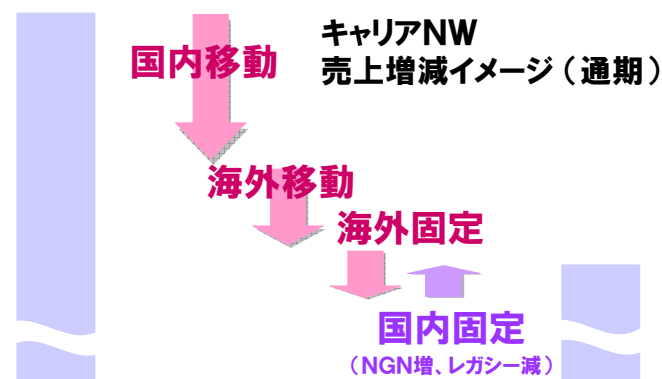 キャリアNW
売上増減イメージ（通期）
国内移動
海外移動
海外固定
国内固定
（NGN増、レガシー減）